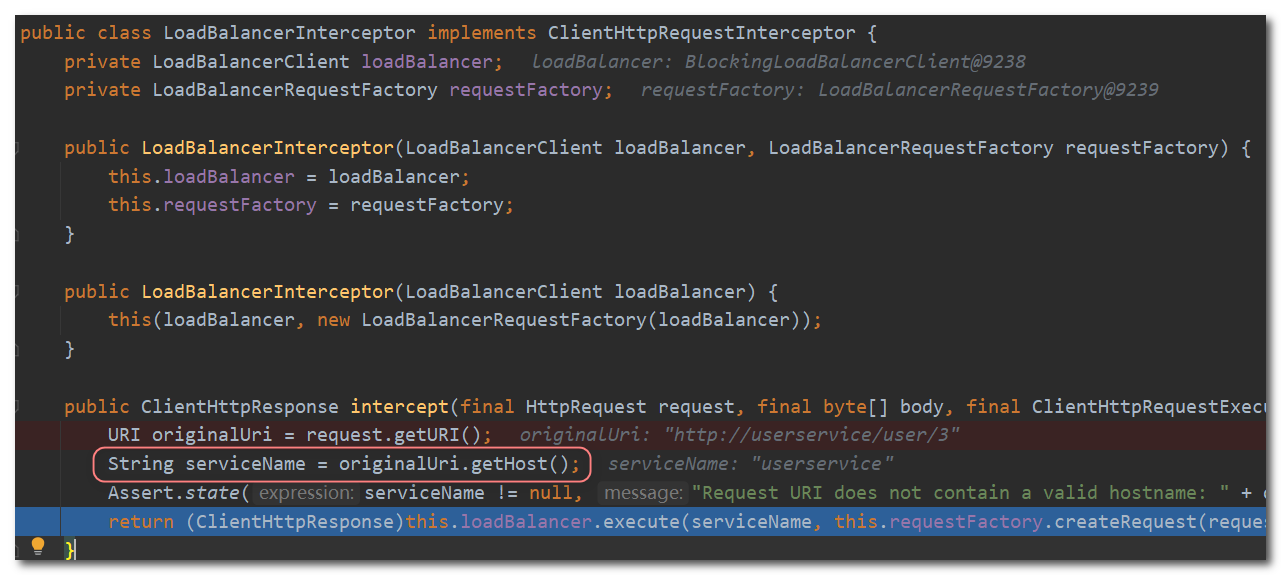 public class LoadBalancerInterceptor implements ClientHttpRequestInterceptor {
private LoadBalancerClient loadBalancer; loadBalancer: BlockingLoadBalancerClient@9238
private LoadBalancerRequestFactory requestFactory; requestFactory: LoadBalancerRequestFactory@9239
public LoadBalancerInterceptor(LoadBalancerClient loadBalancer, LoadBalancerRequestFactory requestFactory) {
this.loadBalancer = loadBalancer;
this.requestFactory = requestFactory;
}
public LoadBalancerInterceptor(LoadBalancerClient loadBalancer) {
this(loadBalancer, new LoadBalancerRequestFactory(loadBalancer));
}
public ClientHttpResponse intercept(final HttpRequest request, final byte[] body, final ClientHttpRequestExecu
URI originalUri = request.getURI(); originalUri: "http://userservice/user/3"
String serviceName = originalUri.getHost(); serviceName: "userservice"
Assert.state( expression: serviceName != null, message: "Request URI does not contain a valid hostname: " +
return (ClientHttpResponse)this.loadBalancer.execute(serviceName, this.requestFactory.createRequest(reques
}